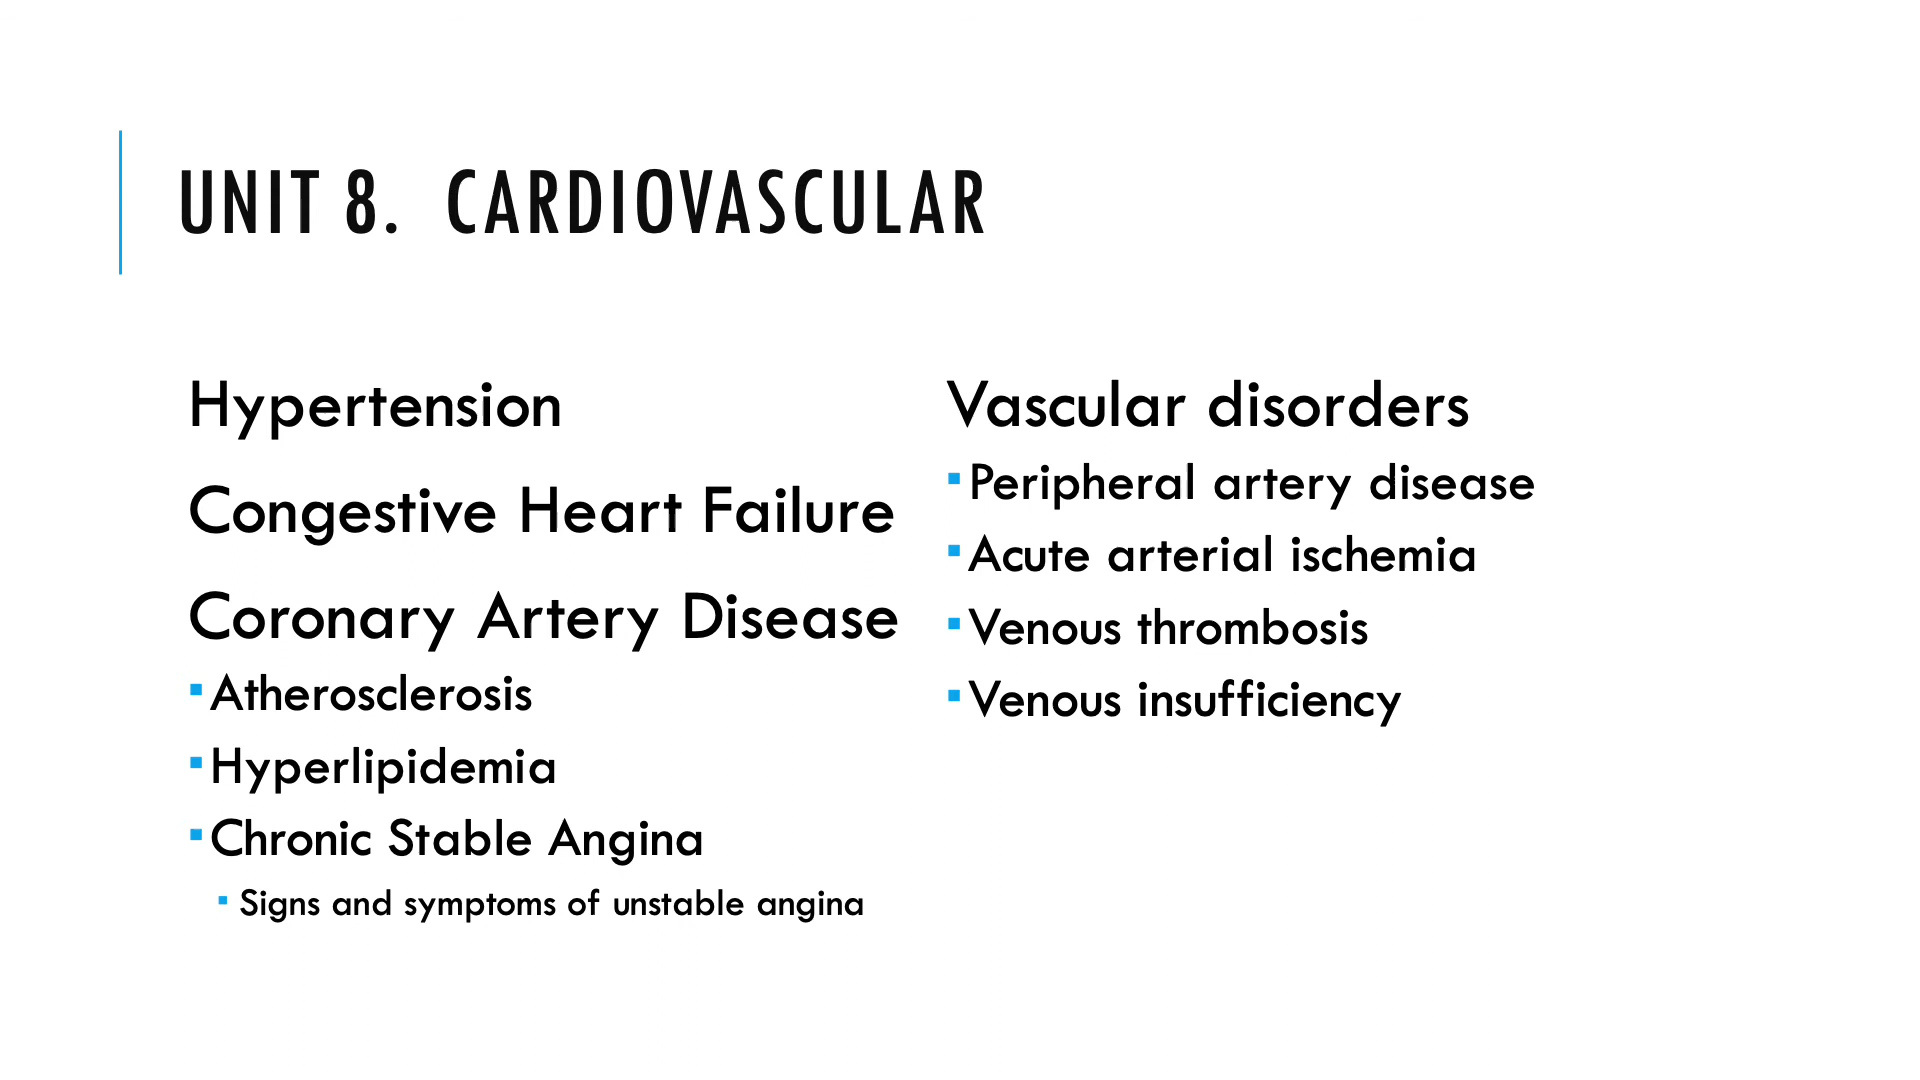 UNIT 8. CARDIOVASCULAR
Hypertension
Congestive Heart Failure
Coronary Artery Disease
▪Atherosclerosis
▪Hyperlipidemia
▪Chronic Stable Angina
▪Signs and symptoms of unstable angina
Vascular disorders
▪Peripheral artery disease
▪Acute arterial ischemia
▪Venous thrombosis
▪Venous insufficiency